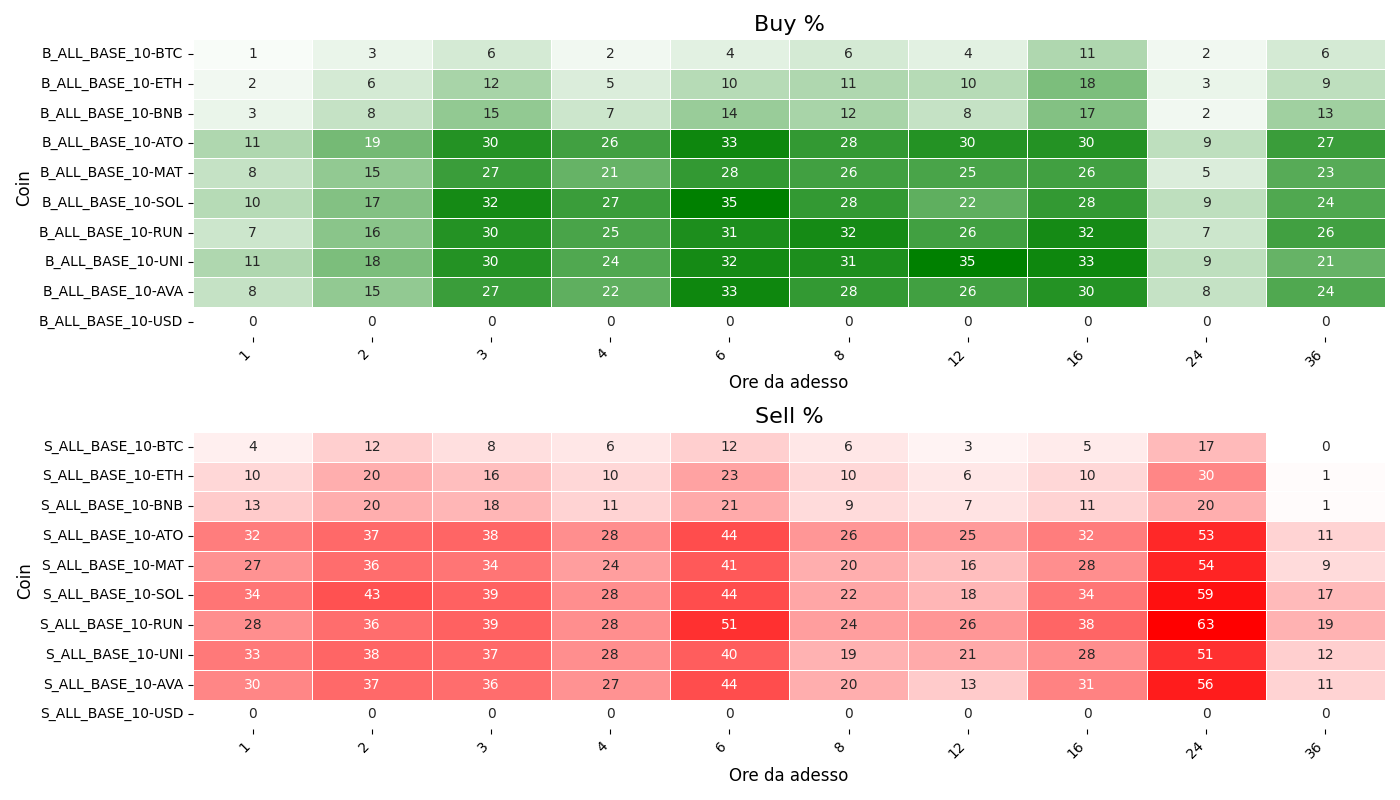 Buy %
Coin
B_ALL_BASE_10-BTC 1 3 6 2 4 6 4 11 2 6
B_ALL_BASE_10-ETH 2 6 12 5 10 11 10 18 3 9
B_ALL_BASE_10-BNB 3 8 15 7 14 12 8 17 2 13
B_ALL_BASE_10-ATO 11 19 30 26 33 28 30 30 9 27
B_ALL_BASE_10-MAT 8 15 27 21 28 26 25 26 5 23
B_ALL_BASE_10-SOL 10 17 32 27 35 28 22 28 9 24
B_ALL_BASE_10-RUN 7 16 30 25 31 32 26 32 7 26
B_ALL_BASE_10-UNI 11 18 30 24 32 31 35 33 9 21
B_ALL_BASE_10-AVA 8 15 27 22 33 28 26 30 8 24
B_ALL_BASE_10-USD 0 0 0 0 0 0 0 0 0 0
1 2 3 4 6 8 12 16 24 36
Ore da adesso
Sell %
Coin
S_ALL_BASE_10-BTC 4 12 8 6 12 6 3 5 17 0
S_ALL_BASE_10-ETH 10 20 16 10 23 10 6 10 30 1
S_ALL_BASE_10-BNB 13 20 18 11 21 9 7 11 20 1
S_ALL_BASE_10-ATO 32 37 38 28 44 26 25 32 53 11
S_ALL_BASE_10-MAT 27 36 34 24 41 20 16 28 54 9
S_ALL_BASE_10-SOL 34 43 39 28 44 22 18 34 59 17
S_ALL_BASE_10-RUN 28 36 39 28 51 24 26 38 63 19
S_ALL_BASE_10-UNI 33 38 37 28 40 19 21 28 51 12
S_ALL_BASE_10-AVA 30 37 36 27 44 20 13 31 56 11
S_ALL_BASE_10-USD 0 0 0 0 0 0 0 0 0 0
1 2 3 4 6 8 12 16 24 36
Ore da adesso